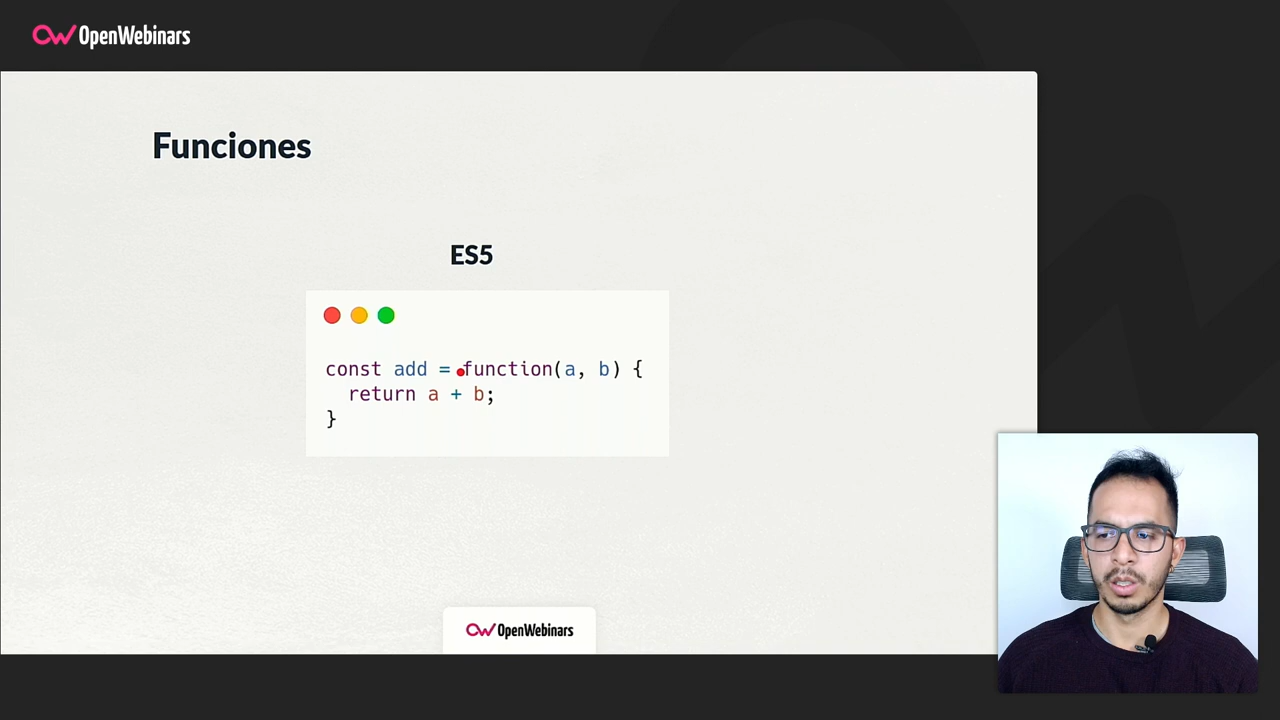 OpenWebinars
Funciones
ES5
const add = function(a, b) {
  return a + b;
}
OpenWebinars